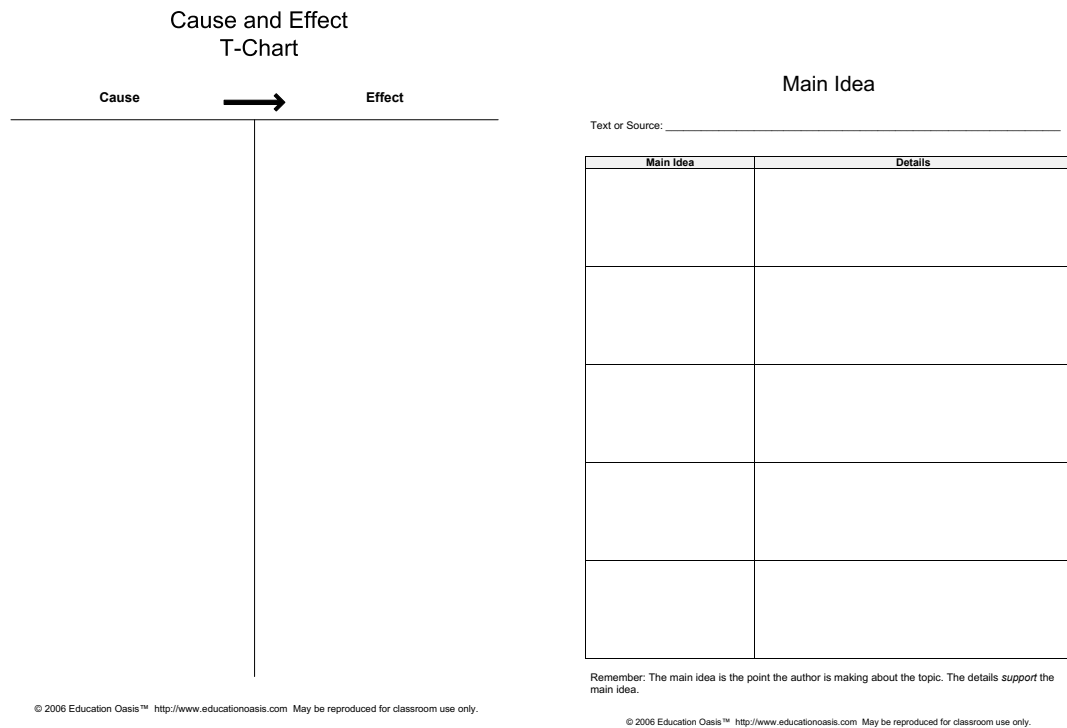 Cause and Effect
T-Chart
Cause
Effect
© 2006 Education Oasis™ http://www.educationoasis.com May be reproduced for classroom use only.
Main Idea
Text or Source: ___________________________________________________________________
Main Idea
Details
Remember: The main idea is the point the author is making about the topic. The details support the
main idea.
© 2006 Education Oasis™ http://www.educationoasis.com May be reproduced for classroom use only.